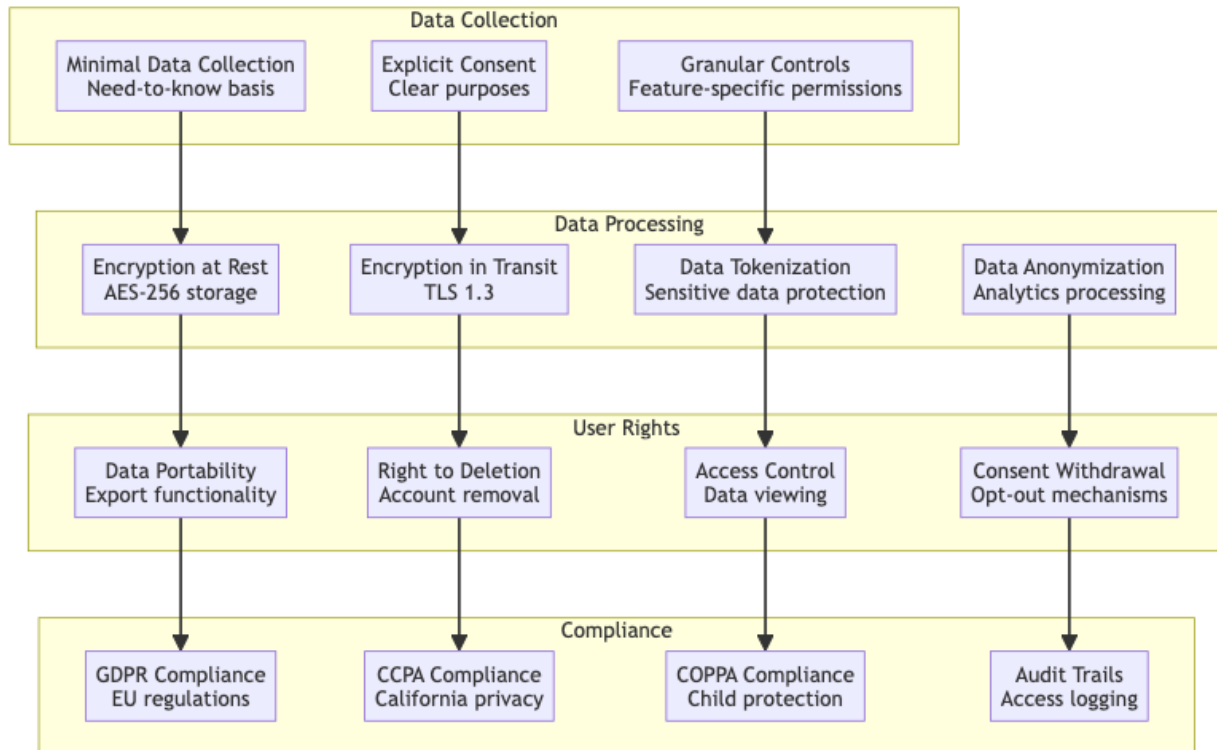 Data Collection
Minimal Data Collection
Need-to-know basis
Explicit Consent
Clear purposes
Granular Controls
Feature-specific permissions
Data Processing
Encryption at Rest
AES-256 storage
Encryption in Transit
TLS 1.3
Data Tokenization
Sensitive data protection
Data Anonymization
Analytics processing
User Rights
Data Portability
Export functionality
Right to Deletion
Account removal
Access Control
Data viewing
Consent Withdrawal
Opt-out mechanisms
Compliance
GDPR Compliance
EU regulations
CCPA Compliance
California privacy
COPPA Compliance
Child protection
Audit Trails
Access logging